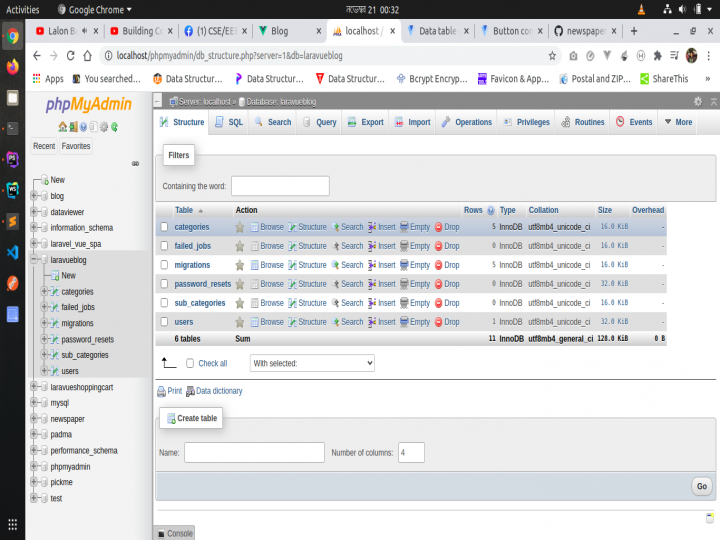 Activities Google Chrome নভেম্বর 21 00:32
Lalon Ba Building Co (1) CSE/EEE Blog localhost / Data table Button con newspaper
localhost/phpmyadmin/db_structure.php?server=1&db=laravueblog
Apps You searched... Data Structur... Data Structur... Data Structur... Bcrypt Encryp... Favicon & App... Postal and ZIP... ShareThis »
phpMyAdmin
Recent Favorites
New
blog
dataviewer
information_schema
laravel_vue_spa
laravueblog
New
categories
failed_jobs
migrations
password_resets
sub_categories
users
laravueshoppingcart
mysql
newspaper
padma
performance_schema
phpmyadmin
pickme
test
Server: localhost » Database: laravueblog
Structure SQL Search Query Export Import Operations Privileges Routines Events More
Filters
Containing the word:
Table Action Rows Type Collation Size Overhead
categories Browse Structure Search Insert Empty Drop 5 InnoDB utf8mb4_unicode_ci 16.0 KiB -
failed_jobs Browse Structure Search Insert Empty Drop 0 InnoDB utf8mb4_unicode_ci 16.0 KiB -
migrations Browse Structure Search Insert Empty Drop 5 InnoDB utf8mb4_unicode_ci 16.0 KiB -
password_resets Browse Structure Search Insert Empty Drop 0 InnoDB utf8mb4_unicode_ci 32.0 KiB -
sub_categories Browse Structure Search Insert Empty Drop 0 InnoDB utf8mb4_unicode_ci 16.0 KiB -
users Browse Structure Search Insert Empty Drop 1 InnoDB utf8mb4_unicode_ci 32.0 KiB -
6 tables Sum 11 InnoDB utf8mb4_general_ci 128.0 KiB 0 B
Check all With selected:
Print Data dictionary
Create table
Name: Number of columns: 4
Go
Console